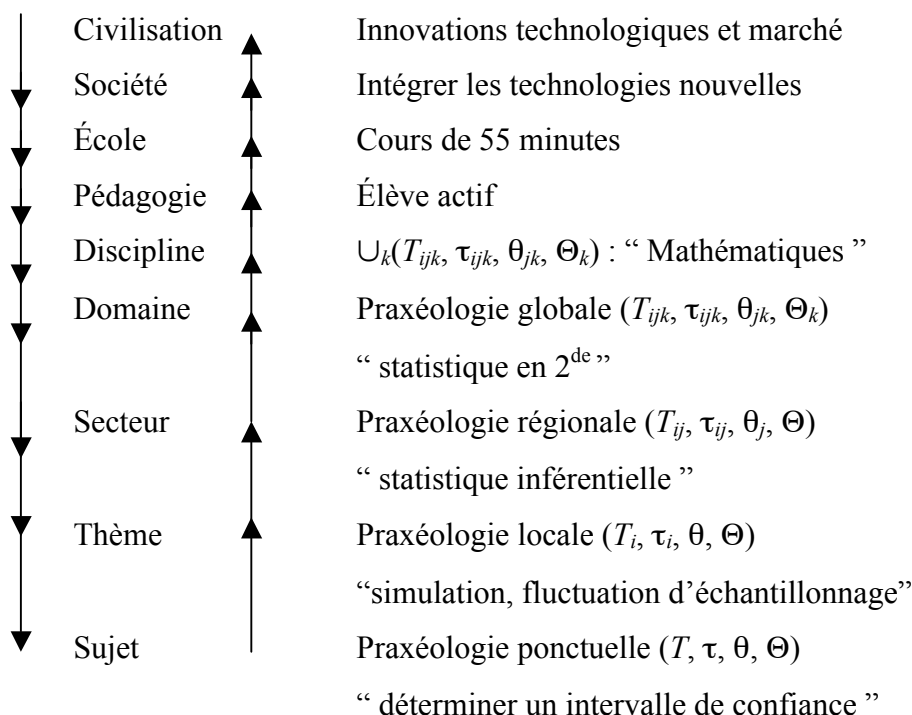 Civilisation Innovations technologiques et marché
Société Intégrer les technologies nouvelles
École Cours de 55 minutes
Pédagogie Élève actif
Discipline ∪k(Tijk, τijk, θjk, Θk) : “ Mathématiques ”
Domaine Praxéologie globale (Tijk, τijk, θjk, Θk)
“ statistique en 2de ”
Secteur Praxéologie régionale (Tij, τij, θj, Θ)
“ statistique inférentielle ”
Thème Praxéologie locale (Ti, τi, θ, Θ)
“simulation, fluctuation d’échantillonnage”
Sujet Praxéologie ponctuelle (T, τ, θ, Θ)
“ déterminer un intervalle de confiance ”